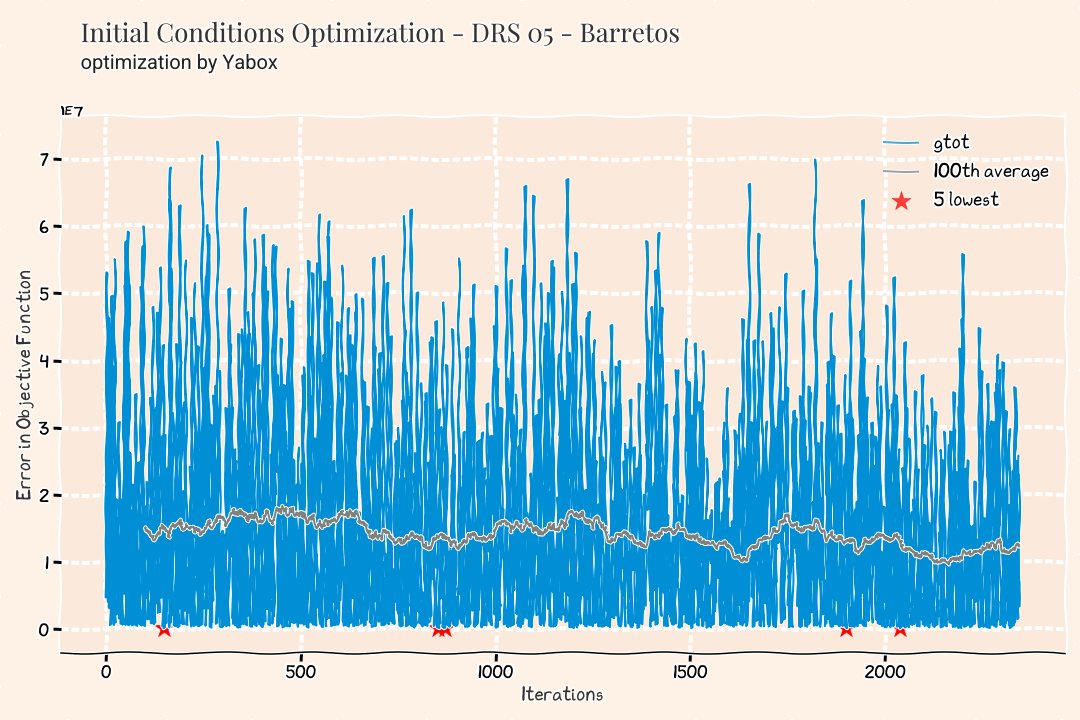 Initial Conditions Optimization - DRS 05 - Barretos
optimization by Yabox
1E7
gtot
100th average
5 lowest
7
6
5
4
3
2
1
0
Error in Objective Function
0 500 1000 1500 2000
Iterations